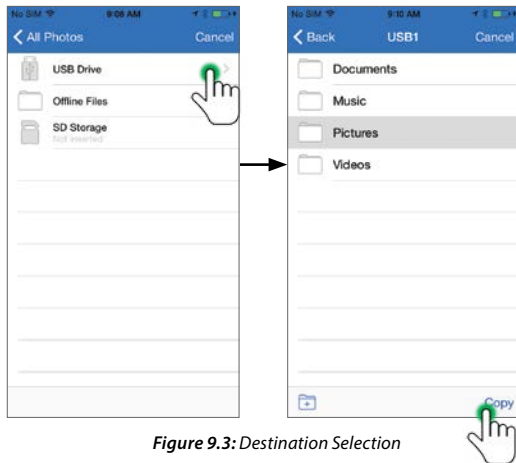 No SIM 9:08 AM
All Photos Cancel
USB Drive
Offline Files
SD Storage
Not inserted
No SIM 9:10 AM
Back USB1 Cancel
Documents
Music
Pictures
Videos
Copy
Figure 9.3: Destination Selection